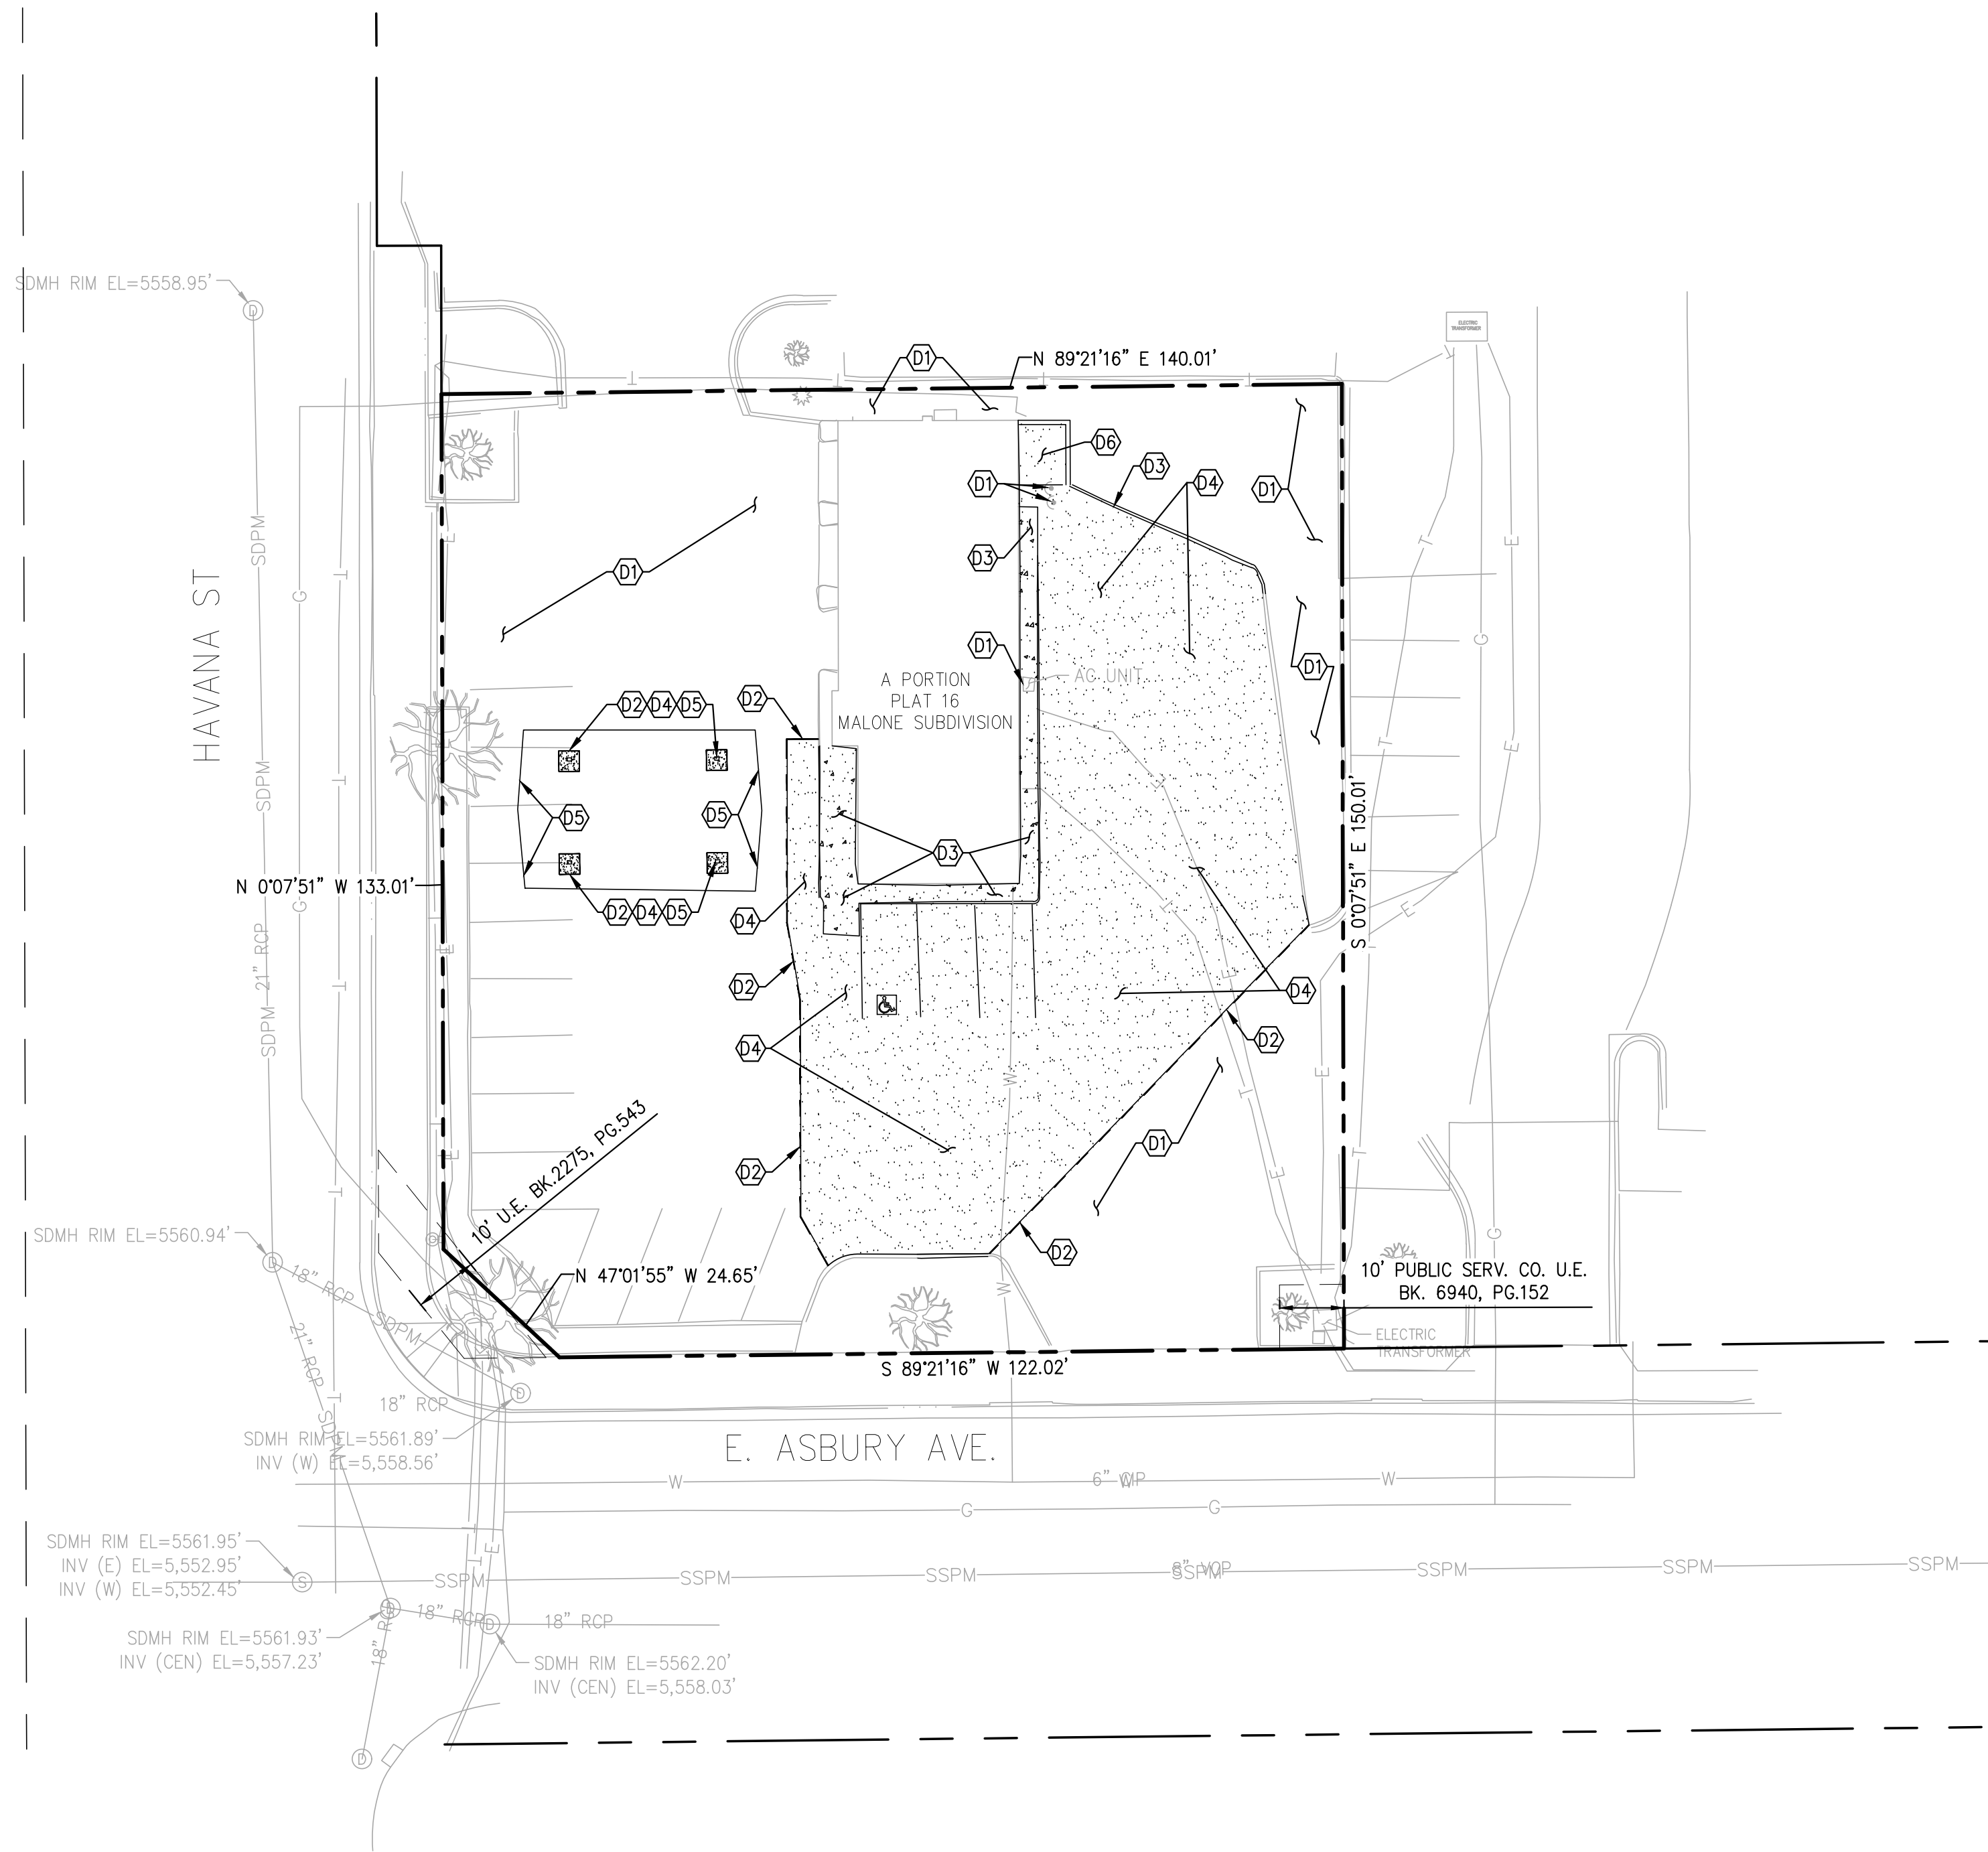 SDMH RIM EL=5558.95'
D
ELECTRIC
TRANSFORMER
N 89°21'16" E 140.01'
D1
D6
D3
D1
D4
D1
D1
D3
D1
D1
AC UNIT
A PORTION
PLAT 16
MALONE SUBDIVISION
D2 D4 D5
D2
D5
D5
D3
D2 D4 D5
D4
D2
D4
D4
D2
D2
D1
D2
HAVANA ST
N 0°07'51" W 133.01'
S 0°07'51" E 150.01'
SDPM
SDPM
SDPM 21" RCP SDPM
10' U.E. BK.2275, PG.543
N 47°01'55" W 24.65'
10' PUBLIC SERV. CO. U.E.
BK. 6940, PG.152
ELECTRIC
TRANSFORMER
S 89°21'16" W 122.02'
SDMH RIM EL=5560.94'
D
18" RCP
SDPM
21" RCP
SDPM
18" RCP
D
SDMH RIM EL=5561.89'
INV (W) EL=5,558.56'
E. ASBURY AVE.
W
6" CIP
W
W
G
G
SDMH RIM EL=5561.95'
INV (E) EL=5,552.95'
INV (W) EL=5,552.45'
S
SSPM
SSPM
SSPM
8" VCP
SSPM
SSPM
SSPM
SSPM
D
18" RCP
D
18" RCP
SDMH RIM EL=5561.93'
INV (CEN) EL=5,557.23'
18" RCP
SDMH RIM EL=5562.20'
INV (CEN) EL=5,558.03'
D